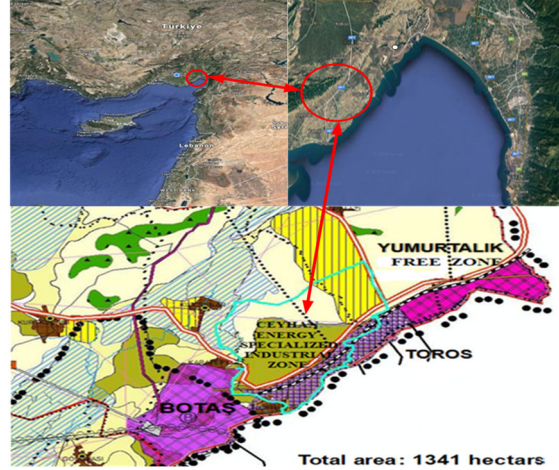 Türkiye
Lebanon
YUMURTALIK
FREE ZONE
CEYHAN
ENERGY
SPECIALIZED
INDUSTRIAL
ZONE
TOROS
BOTAŞ
Total area: 1341 hectars